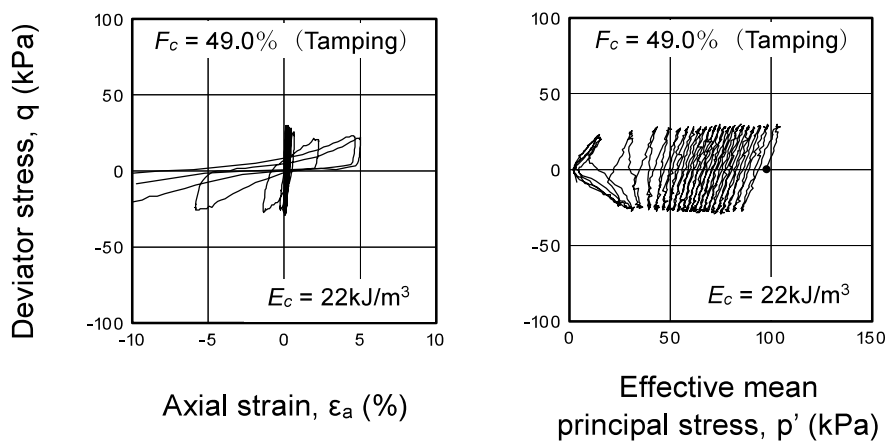 Deviator stress, q (kPa)
100
50
0
-50
-100
Fc = 49.0% (Tamping)
Ec = 22kJ/m³
-10
-5
0
5
10
Axial strain, εa (%)
100
50
0
-50
-100
Fc = 49.0% (Tamping)
Ec = 22kJ/m³
0
50
100
150
Effective mean
principal stress, p' (kPa)